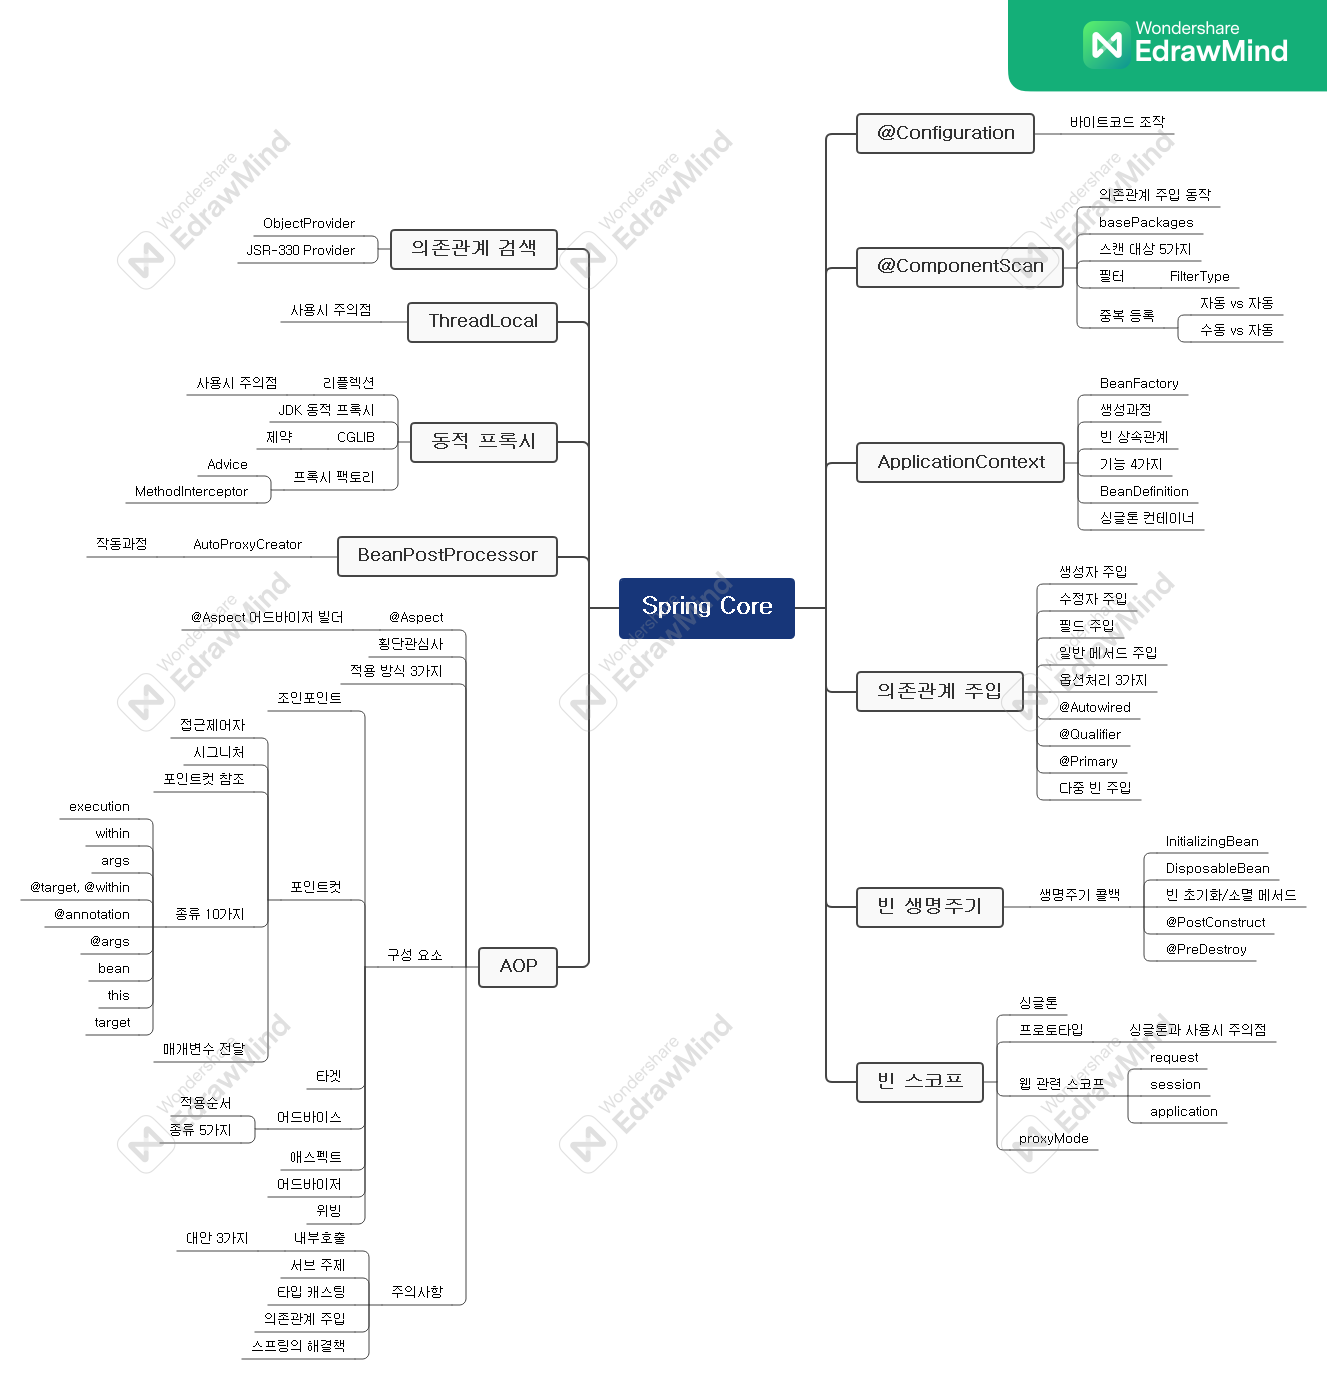 Wondershare
EdrawMind
Spring Core
@Configuration
바이트코드 조작
@ComponentScan
의존관계 주입 동작
basePackages
스캔 대상 5가지
필터
FilterType
중복 등록
자동 vs 자동
수동 vs 자동
ApplicationContext
BeanFactory
생성과정
빈 상속관계
기능 4가지
BeanDefinition
싱글톤 컨테이너
의존관계 주입
생성자 주입
수정자 주입
필드 주입
일반 메서드 주입
옵션처리 3가지
@Autowired
@Qualifier
@Primary
다중 빈 주입
빈 생명주기
생명주기 콜백
InitializingBean
DisposableBean
빈 초기화/소멸 메서드
@PostConstruct
@PreDestroy
빈 스코프
싱글톤
프로토타입
싱글톤과 사용시 주의점
웹 관련 스코프
request
session
application
proxyMode
의존관계 검색
ObjectProvider
JSR-330 Provider
ThreadLocal
사용시 주의점
동적 프록시
리플렉션
사용시 주의점
JDK 동적 프록시
CGLIB
제약
프록시 팩토리
Advice
MethodInterceptor
BeanPostProcessor
AutoProxyCreator
작동과정
AOP
@Aspect
@Aspect 어드바이저 빌더
횡단관심사
적용 방식 3가지
구성 요소
조인포인트
포인트컷
접근제어자
시그니처
포인트컷 참조
종류 10가지
execution
within
args
@target, @within
@annotation
@args
bean
this
target
매개변수 전달
타겟
어드바이스
적용순서
종류 5가지
애스펙트
어드바이저
위빙
주의사항
내부호출
대안 3가지
서브 주제
타입 캐스팅
의존관계 주입
스프링의 해결책
Wondershare
EdrawMind
Wondershare
EdrawMind
Wondershare
EdrawMind
Wondershare
EdrawMind
Wondershare
EdrawMind
Wondershare
EdrawMind
Wondershare
EdrawMind
Wondershare
EdrawMind
Wondershare
EdrawMind